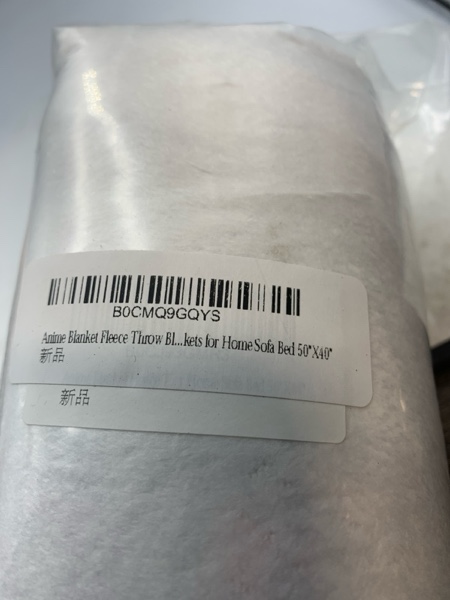 B0CMQ9GQYS
Anime Blanket Fleece Throw Bl...kets for Home Sofa Bed 50"X40"
新品
新品